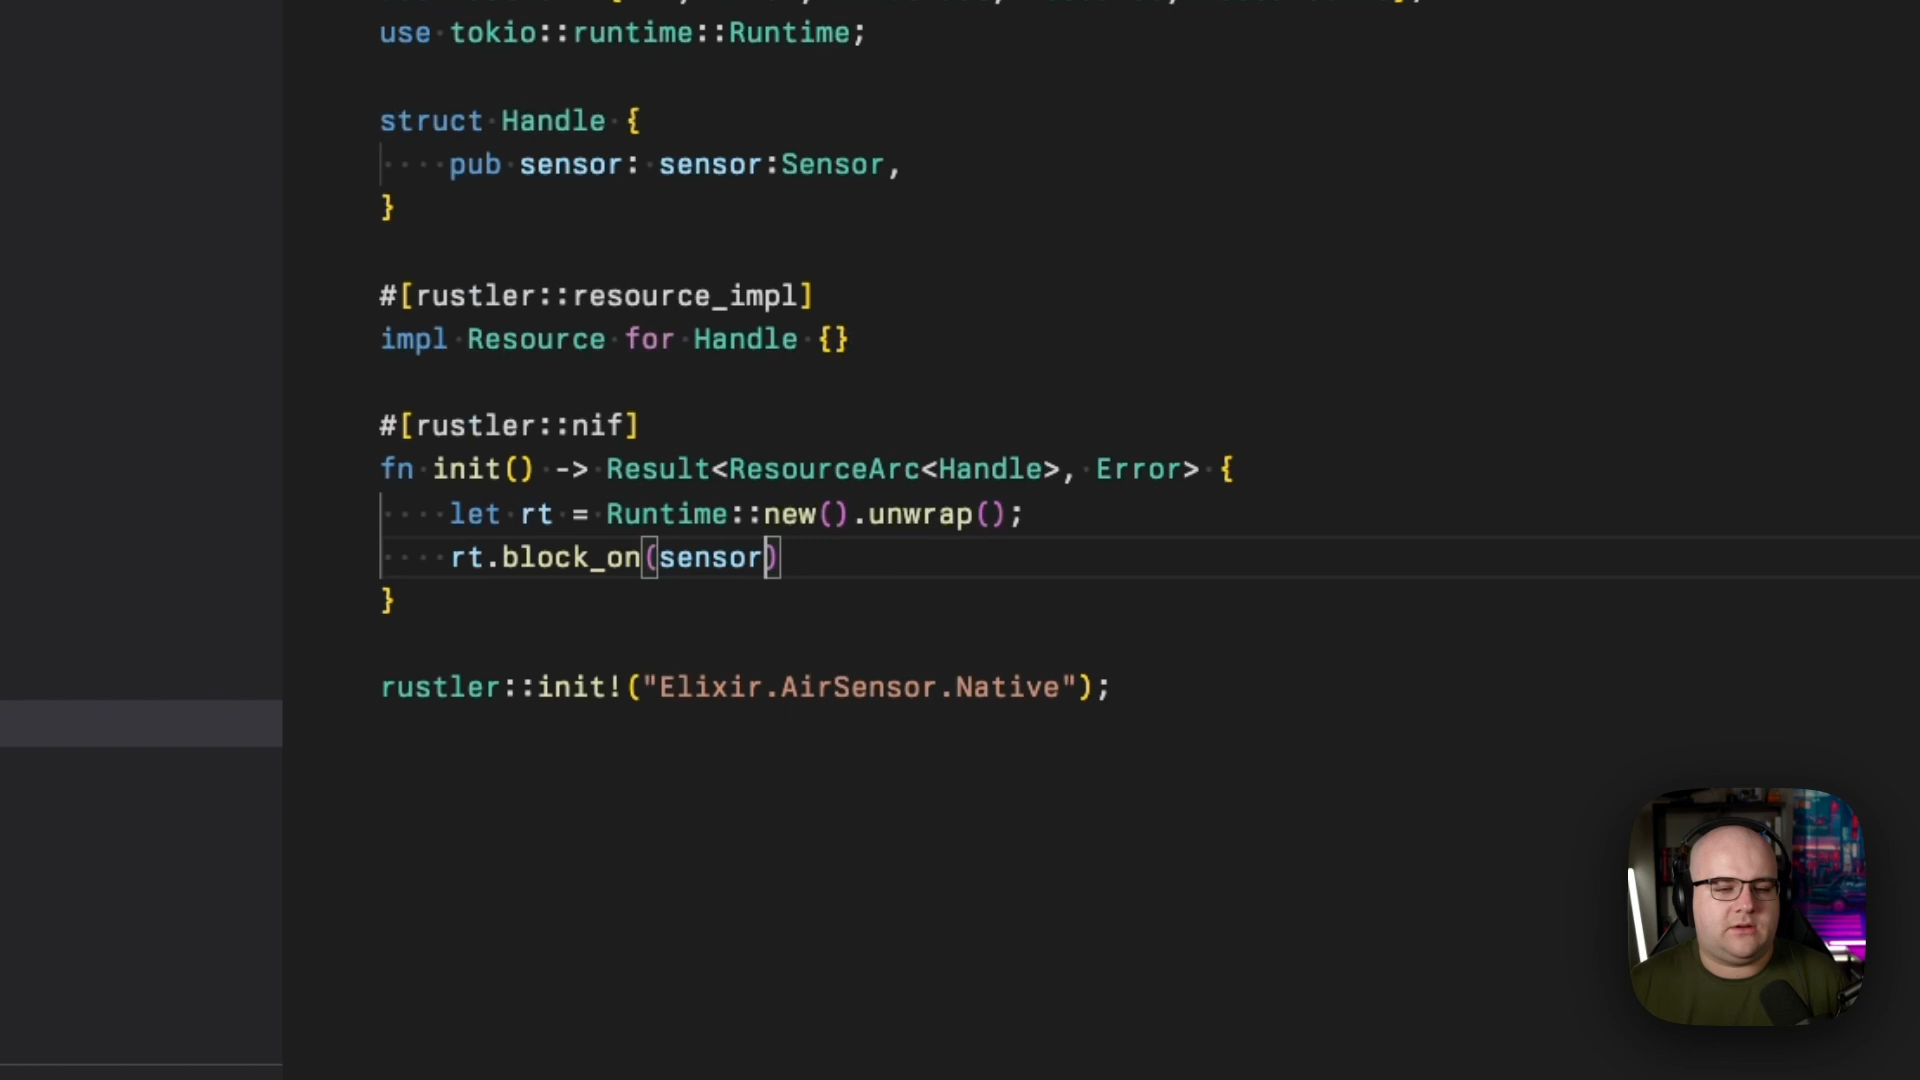 use tokio::runtime::Runtime;
struct Handle {
pub sensor: sensor:Sensor,
}
#[rustler::resource_impl]
impl Resource for Handle {}
#[rustler::nif]
fn init() -> Result<ResourceArc<Handle>, Error> {
let rt = Runtime::new().unwrap();
rt.block_on(sensor)
}
rustler::init!("Elixir.AirSensor.Native");